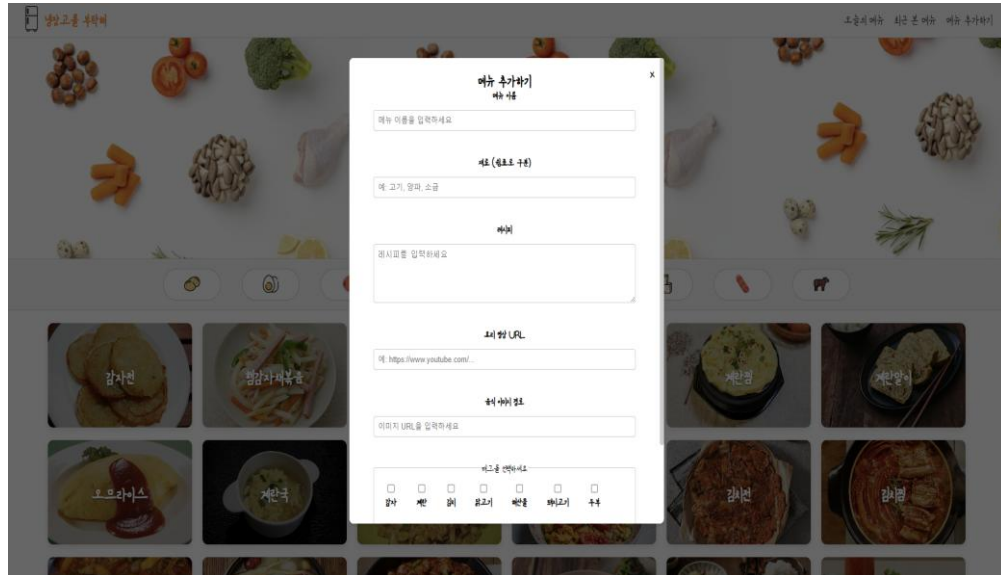 냉장고를 부탁해
오늘의 메뉴 최근 본 메뉴 메뉴 추가하기
메뉴 추가하기
x
메뉴 이름
메뉴 이름을 입력하세요
재료 (쉼표로 구분)
예: 고기, 양파, 소금
레시피
레시피를 입력하세요
요리 영상 URL
예: https://www.youtube.com/...
음식 이미지 경로
이미지 URL을 입력하세요
태그를 선택하세요
감자 계란 김치 닭고기 해산물 돼지고기 두부
감자전
계란찜
계란말이
오므라이스
계란국
김치전
김치찜